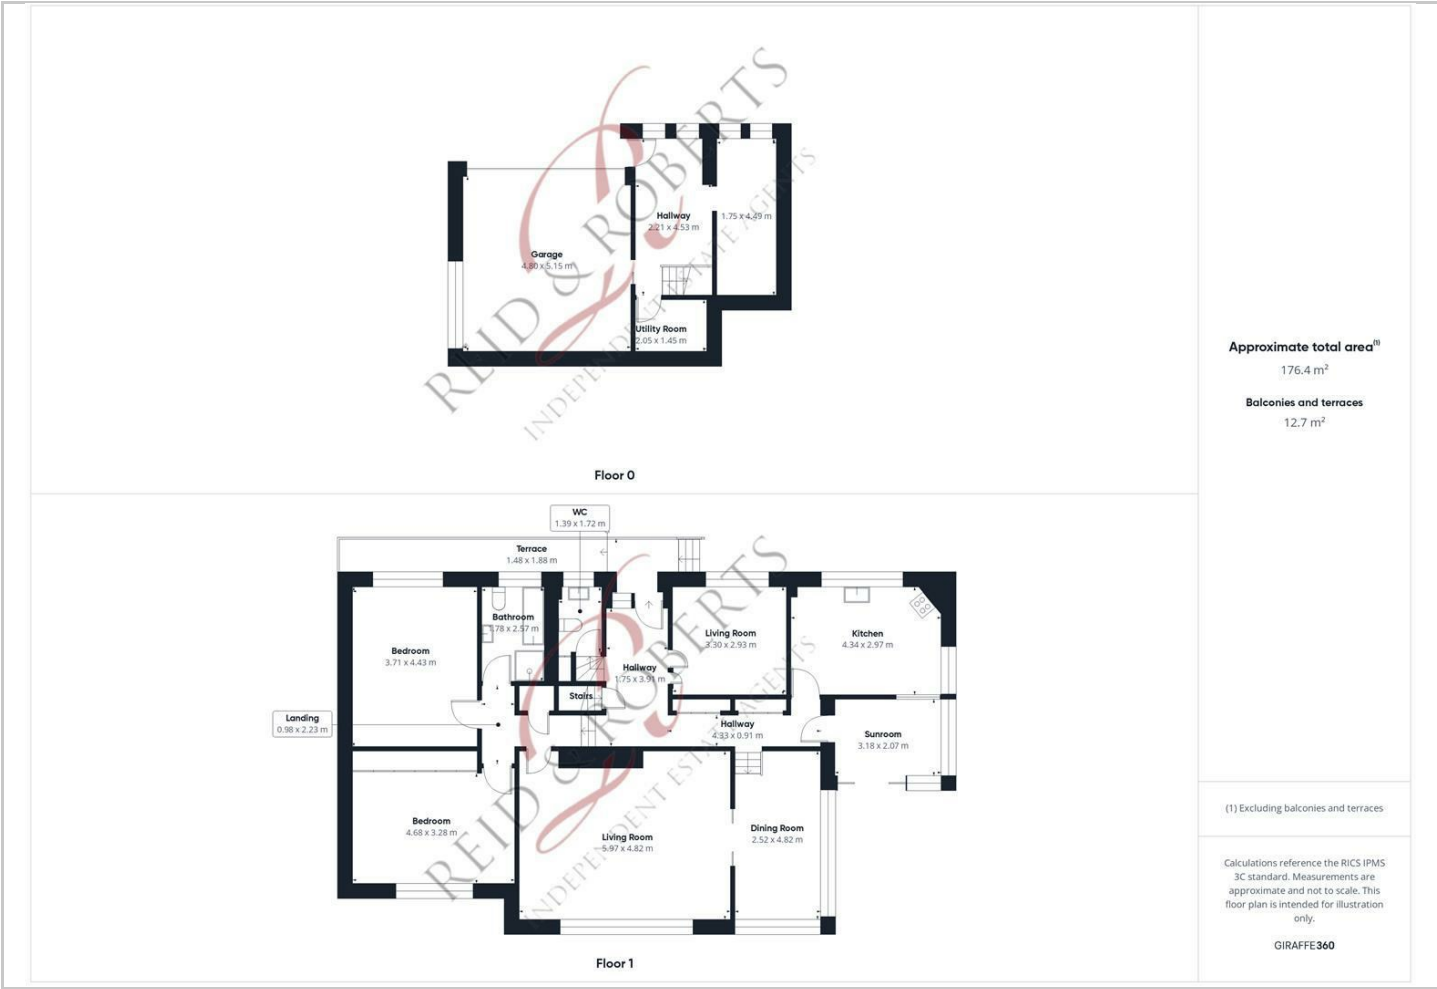 REID & ROBERTS
INDEPENDENT ESTATE AGENTS
Garage
4.80 x 5.15 m
Hallway
2.21 x 4.53 m
1.75 x 4.49 m
Utility Room
2.05 x 1.45 m
Floor 0
Approximate total area(1)
176.4 m²
Balconies and terraces
12.7 m²
REID & ROBERTS
INDEPENDENT ESTATE AGENTS
WC
1.39 x 1.72 m
Terrace
1.48 x 1.88 m
Bedroom
3.71 x 4.43 m
Bathroom
1.78 x 2.57 m
Hallway
1.75 x 3.91 m
Living Room
3.30 x 2.93 m
Kitchen
4.34 x 2.97 m
Stairs
Landing
0.98 x 2.23 m
Hallway
4.33 x 0.91 m
Sunroom
3.18 x 2.07 m
Bedroom
4.68 x 3.28 m
Living Room
5.97 x 4.82 m
Dining Room
2.52 x 4.82 m
Floor 1
(1) Excluding balconies and terraces
Calculations reference the RICS IPMS
3C standard. Measurements are
approximate and not to scale. This
floor plan is intended for illustration
only.
GIRAFFE360